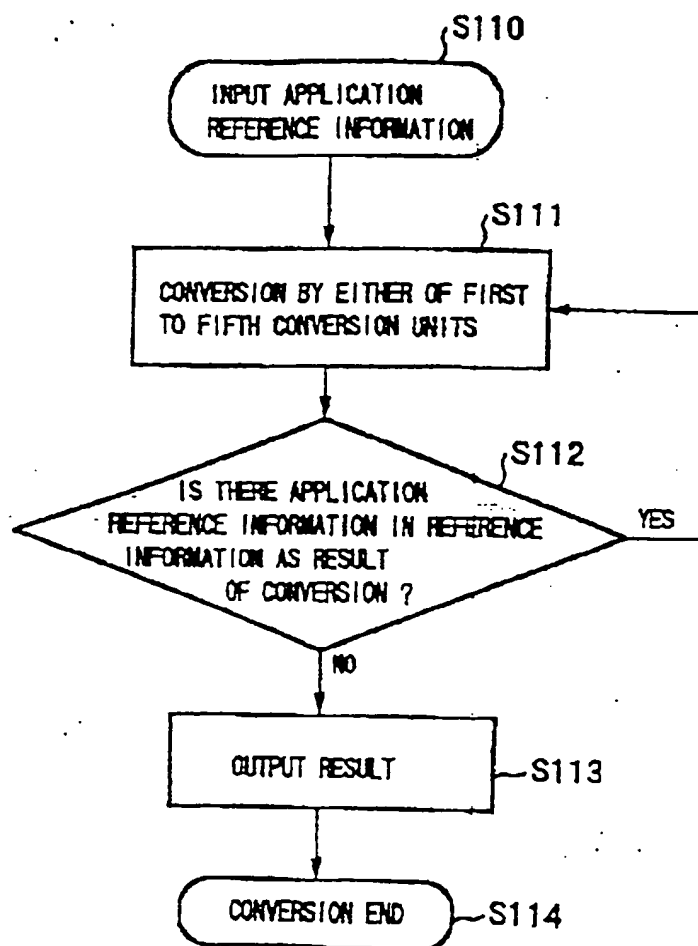 S110
INPUT APPLICATION
REFERENCE INFORMATION
S111
CONVERSION BY EITHER OF FIRST
TO FIFTH CONVERSION UNITS
S112
IS THERE APPLICATION
REFERENCE INFORMATION IN REFERENCE
INFORMATION AS RESULT
OF CONVERSION ?
YES
NO
OUTPUT RESULT
S113
CONVERSION END
S114